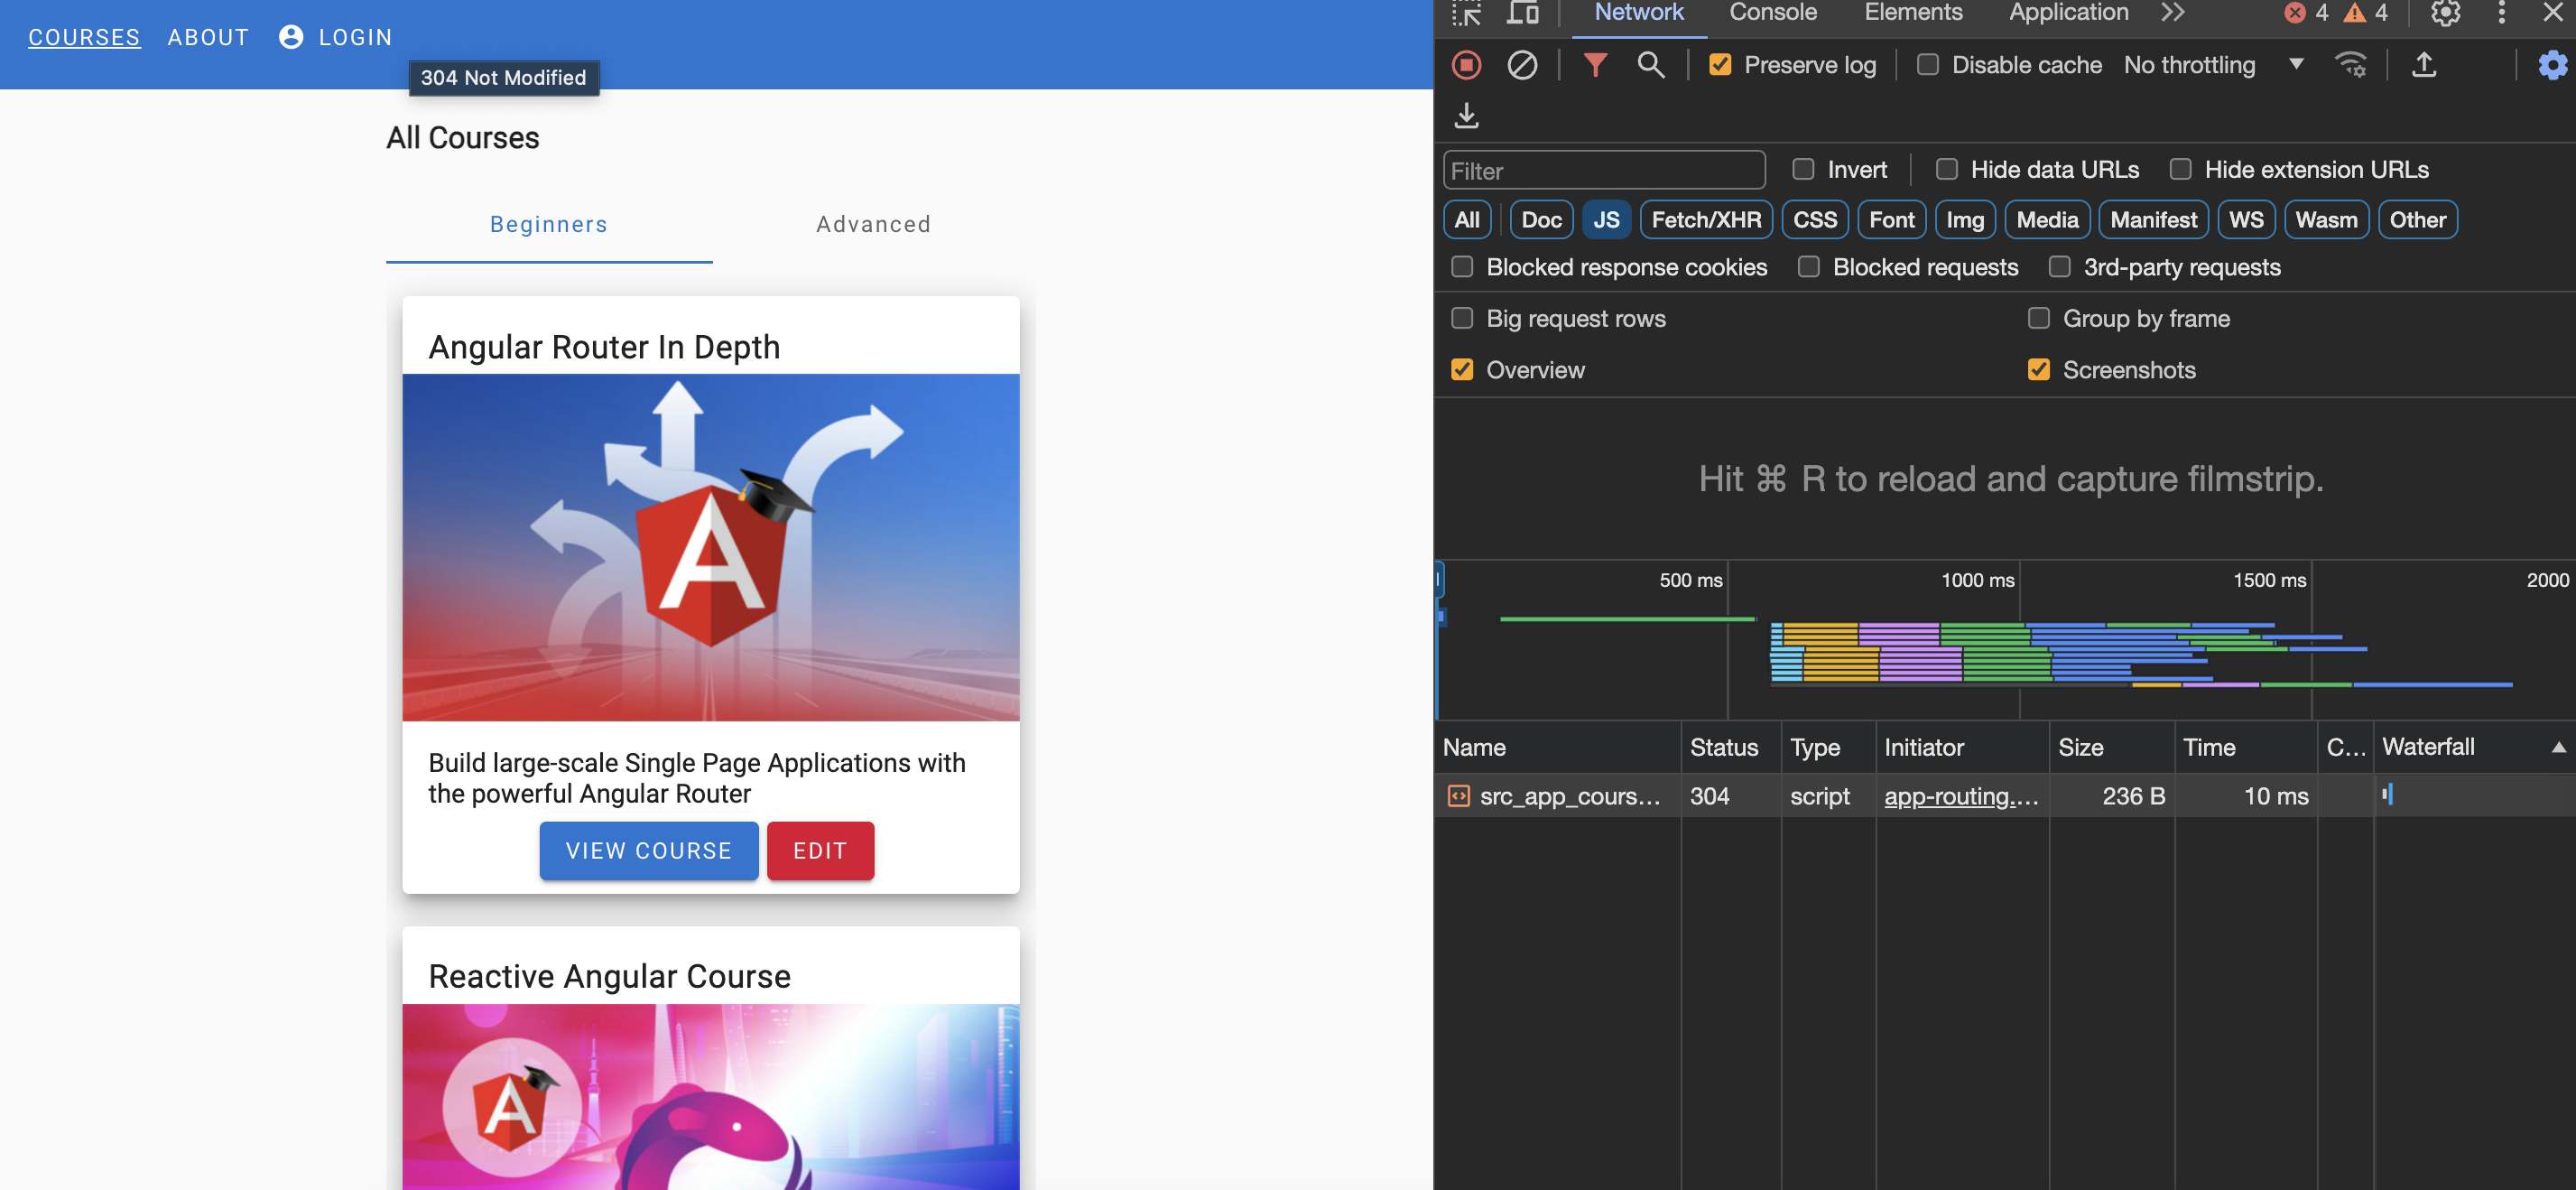 COURSES ABOUT LOGIN
304 Not Modified
All Courses
Beginners Advanced
Angular Router In Depth
A
Build large-scale Single Page Applications with
the powerful Angular Router
VIEW COURSE EDIT
Reactive Angular Course
A
Network Console Elements Application 4 4
Preserve log Disable cache No throttling
Filter Invert Hide data URLs Hide extension URLs
All Doc JS Fetch/XHR CSS Font Img Media Manifest WS Wasm Other
Blocked response cookies Blocked requests 3rd-party requests
Big request rows Group by frame
Overview Screenshots
Hit ⌘ R to reload and capture filmstrip.
500 ms 1000 ms 1500 ms 2000
Name Status Type Initiator Size Time C... Waterfall
src_app_cours... 304 script app-routing.... 236 B 10 ms